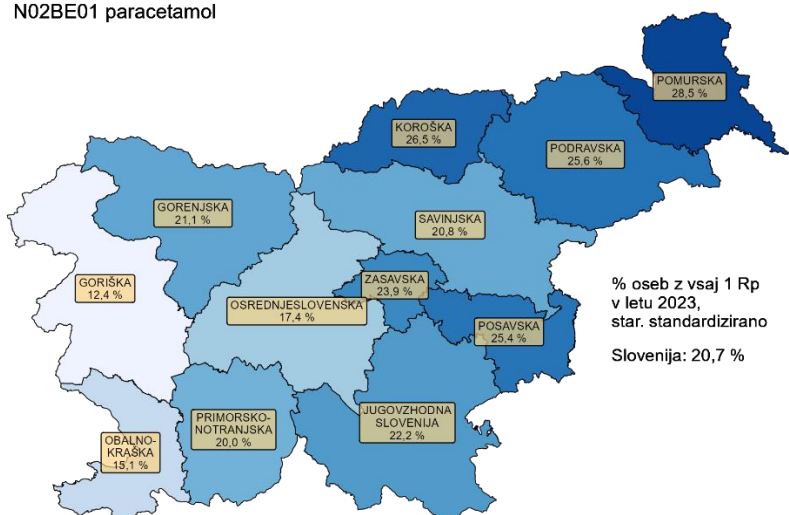 N02BE01 paracetamol
POMURSKA
28,5 %
KOROŠKA
26,5 %
PODRAVSKA
25,6 %
GORENJSKA
21,1 %
SAVINJSKA
20,8 %
ZASAVSKA
23,9 %
GORIŠKA
12,4 %
OSREDNJESLOVENSKA
17,4 %
POSAVSKA
25,4 %
% oseb z vsaj 1 Rp
v letu 2023,
star. standardizirano
Slovenija: 20,7 %
PRIMORSKO-
NOTRANJSKA
20,0 %
JUGOVZHODNA
SLOVENIJA
22,2 %
OBALNO-
KRAŠKA
15,1 %